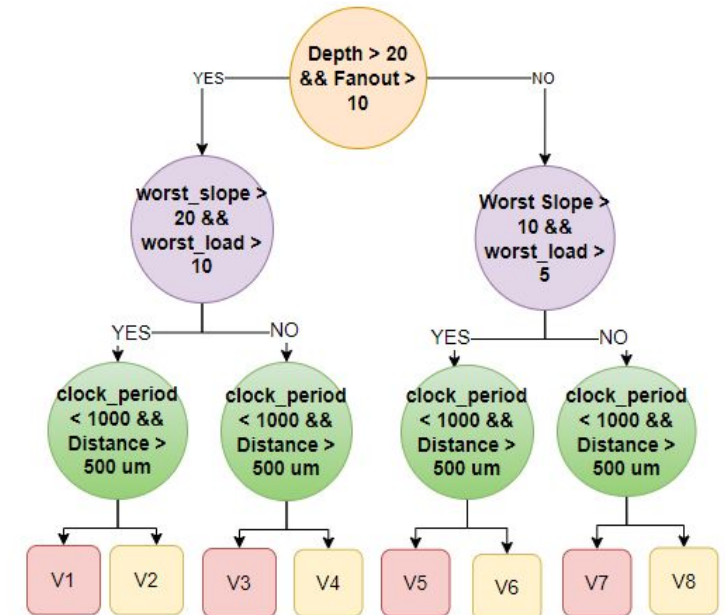 Depth > 20
&& Fanout >
10
YES
NO
worst_slope >
20 &&
worst_load >
10
Worst Slope >
10 &&
worst_load >
5
YES
NO
YES
NO
clock_period
< 1000 &&
Distance >
500 um
clock_period
< 1000 &&
Distance >
500 um
clock_period
< 1000 &&
Distance >
500 um
clock_period
< 1000 &&
Distance >
500 um
V1
V2
V3
V4
V5
V6
V7
V8